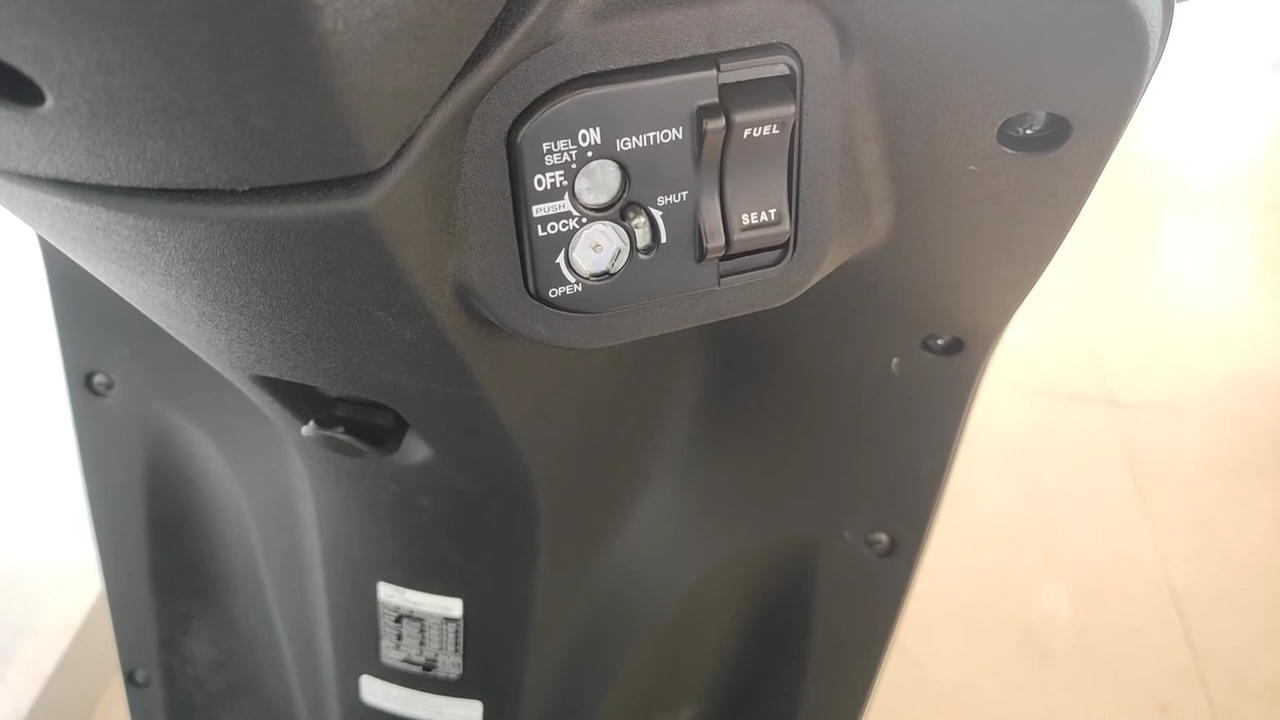 FUEL ON IGNITION
SEAT
OFF
PUSH
LOCK
OPEN
SHUT
FUEL
SEAT